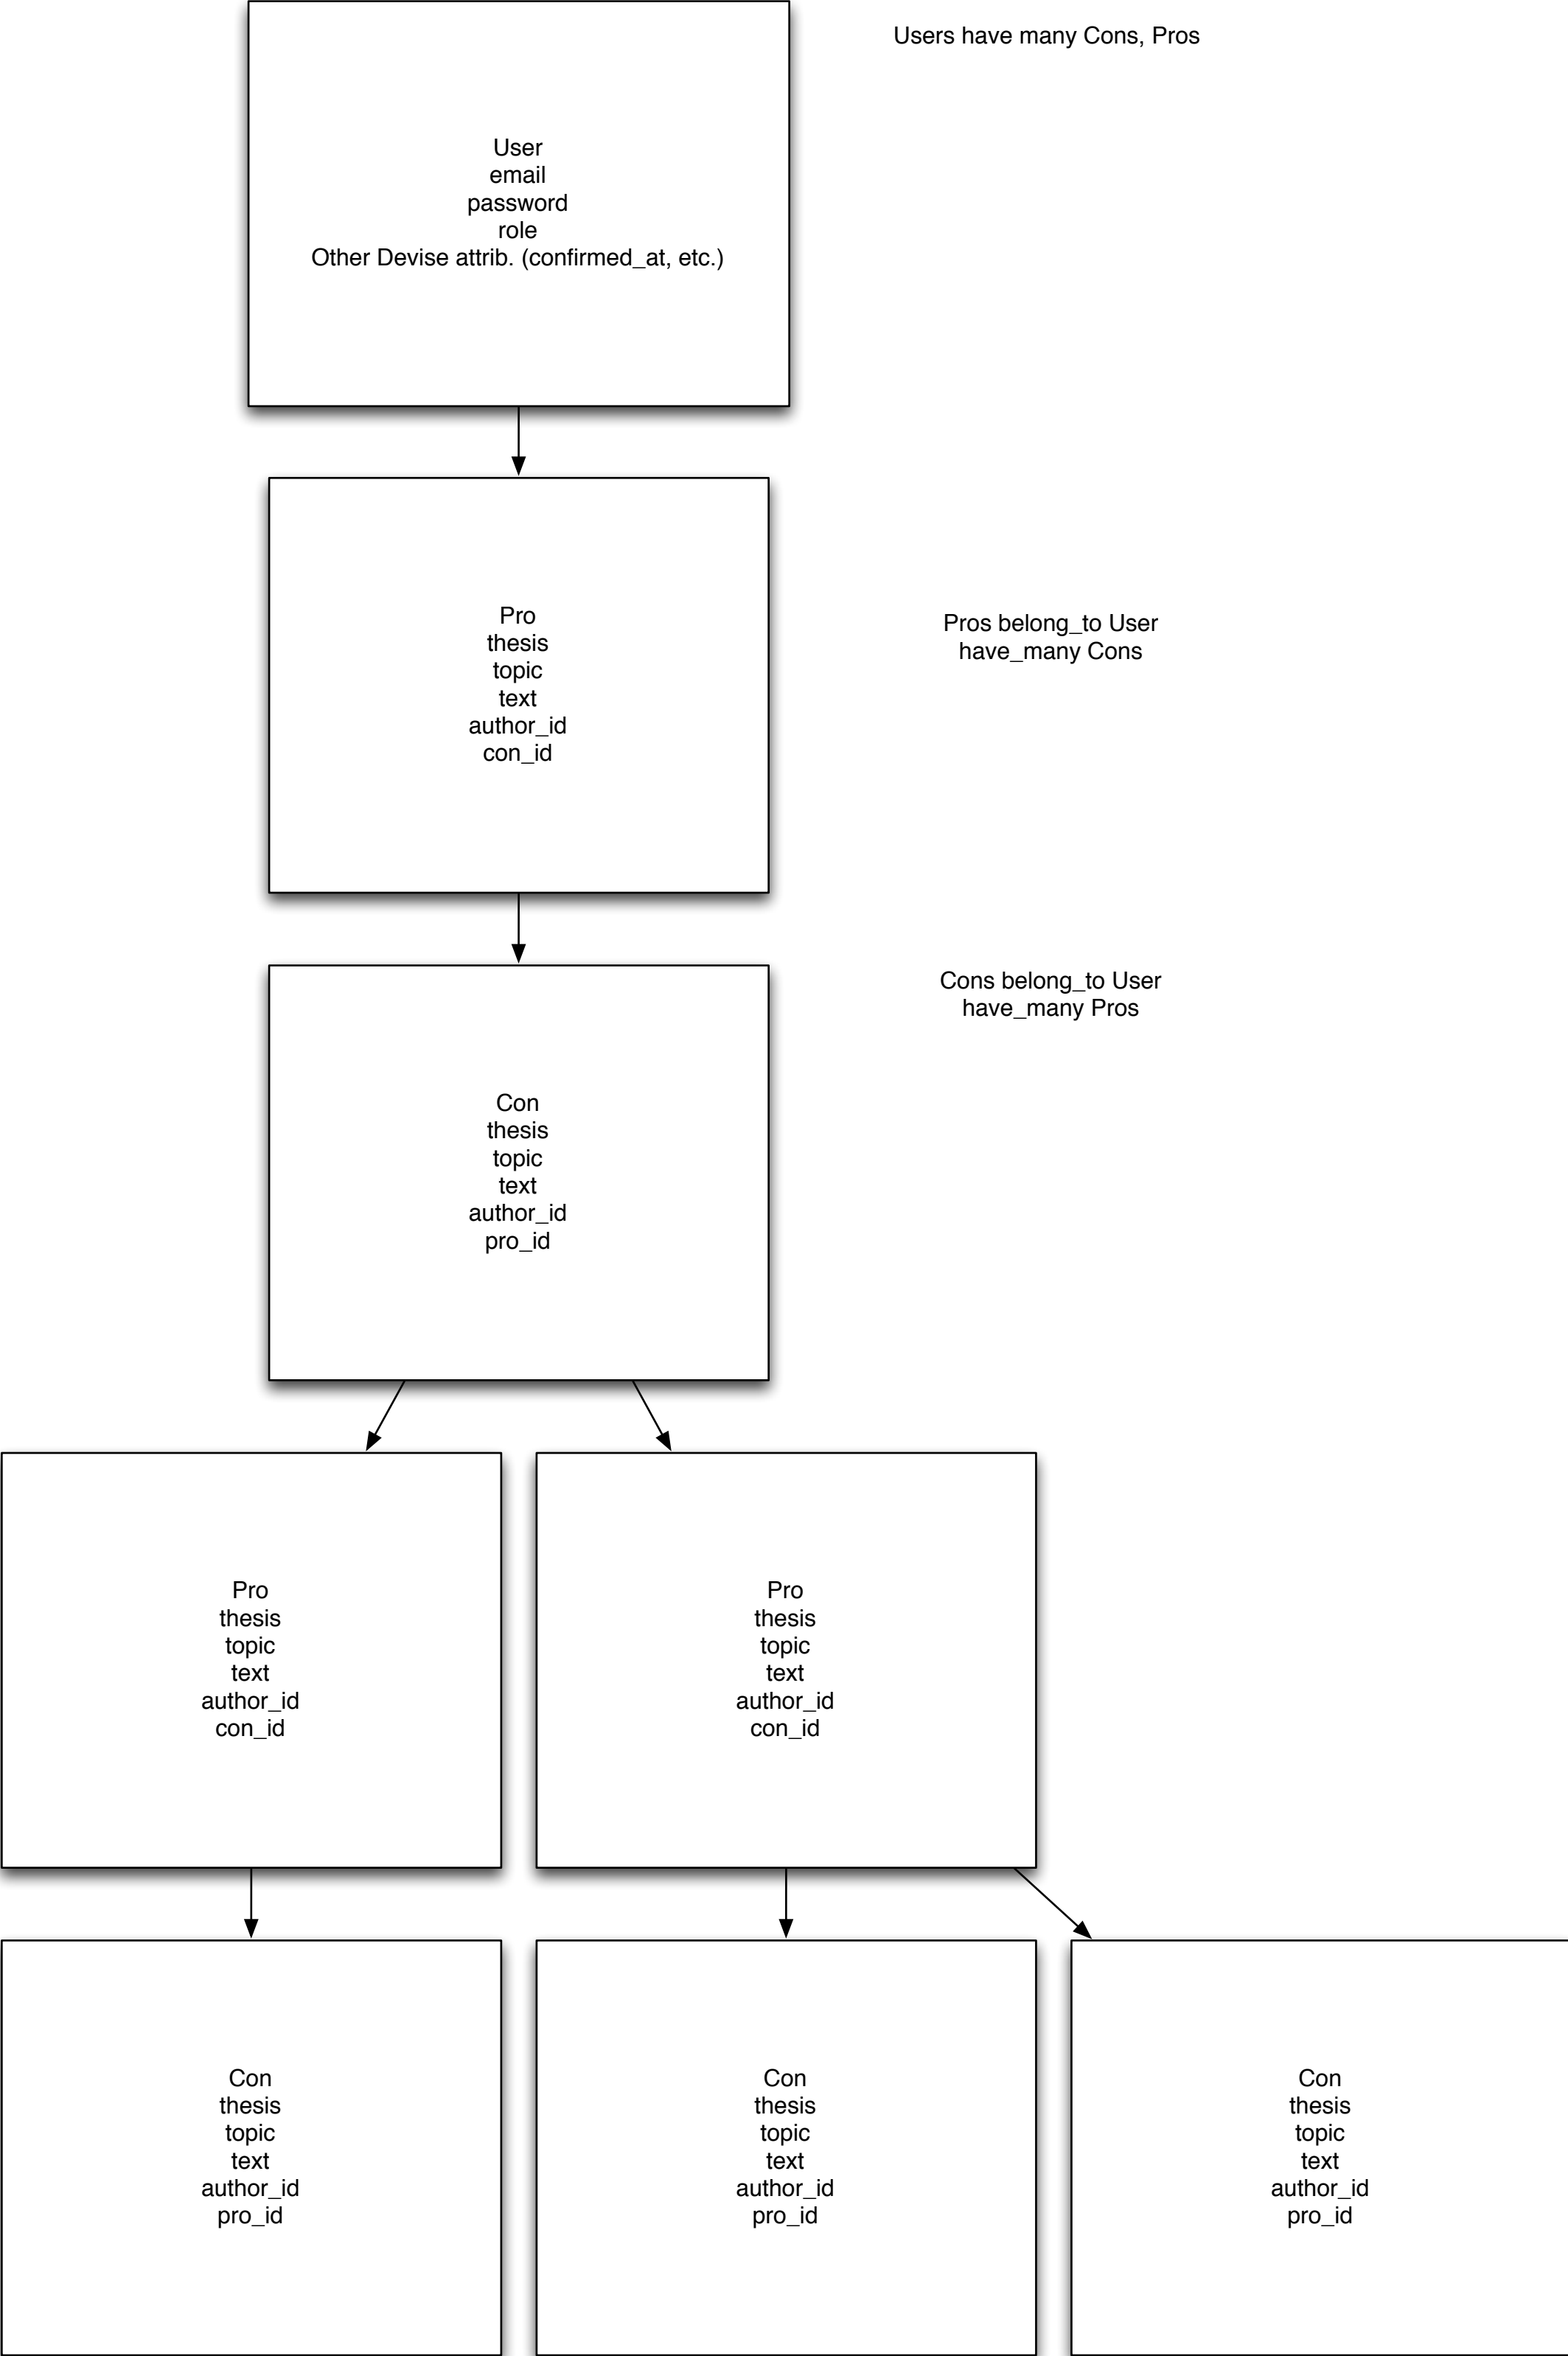 Users have many Cons, Pros
User
email
password
role
Other Devise attrib. (confirmed_at, etc.)
Pro
thesis
topic
text
author_id
con_id
Pros belong_to User
have_many Cons
Cons belong_to User
have_many Pros
Con
thesis
topic
text
author_id
pro_id
Pro
thesis
topic
text
author_id
con_id
Pro
thesis
topic
text
author_id
con_id
Con
thesis
topic
text
author_id
pro_id
Con
thesis
topic
text
author_id
pro_id
Con
thesis
topic
text
author_id
pro_id